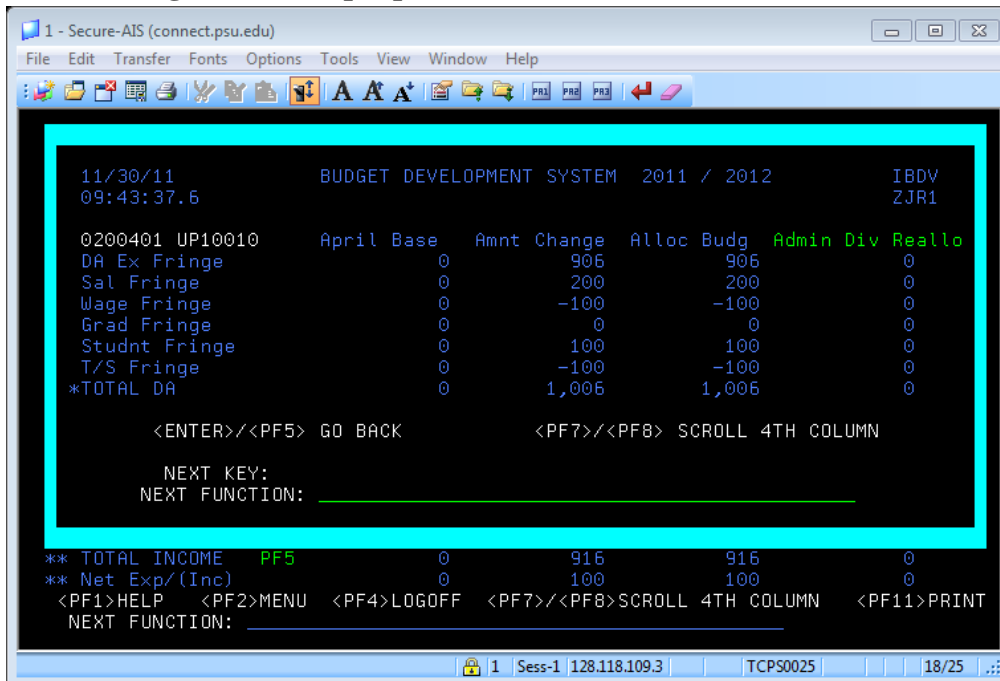 1 - Secure-AIS (connect.psu.edu)
File Edit Transfer Fonts Options Tools View Window Help
PR1 PR2 PR3
11/30/11 BUDGET DEVELOPMENT SYSTEM 2011 / 2012 IBDV
09:43:37.6 ZJR1
0200401 UP10010 April Base Amnt Change Alloc Budg Admin Div Reallo
DA Ex Fringe 0 906 906 0
Sal Fringe 0 200 200 0
Wage Fringe 0 -100 -100 0
Grad Fringe 0 0 0 0
Studnt Fringe 0 100 100 0
T/S Fringe 0 -100 -100 0
*TOTAL DA 0 1,006 1,006 0
<ENTER>/<PF5> GO BACK <PF7>/<PF8> SCROLL 4TH COLUMN
NEXT KEY:
NEXT FUNCTION:
** TOTAL INCOME PF5 0 916 916 0
** Net Exp/(Inc) 0 100 100 0
<PF1>HELP <PF2>MENU <PF4>LOGOFF <PF7>/<PF8>SCROLL 4TH COLUMN <PF11>PRINT
NEXT FUNCTION:
1 Sess-1 128.118.109.3 TCPS0025 18/25